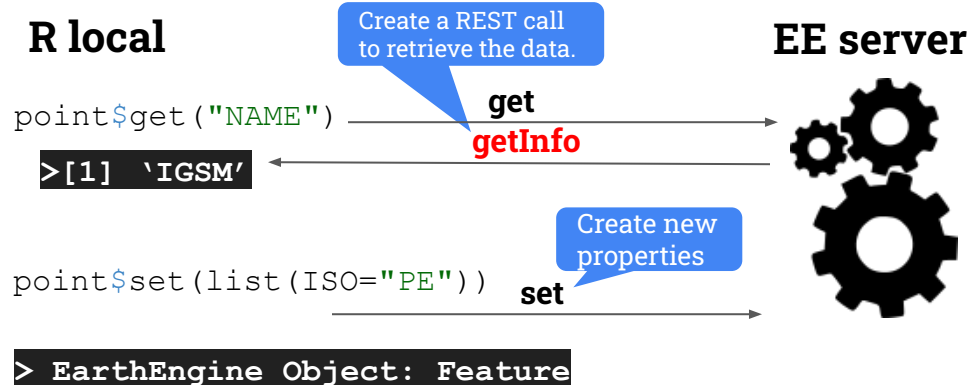 R local
Create a REST call
to retrieve the data.
EE server
point$get("NAME")
get
getInfo
>[1] ‘IGSM’
Create new
properties
point$set(list(ISO="PE"))
set
> EarthEngine Object: Feature